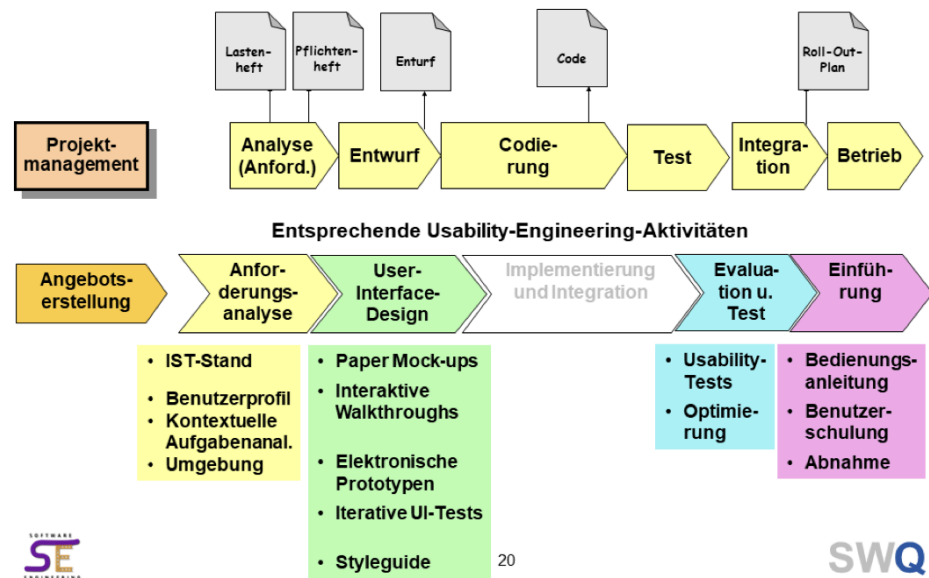 Lasten-
heft
Pflichten-
heft
Enturf
Code
Roll-Out-
Plan
Projekt-
management
Analyse
(Anford.)
Entwurf
Codie-
rung
Test
Integra-
tion
Betrieb
Entsprechende Usability-Engineering-Aktivitäten
Angebots-
erstellung
Anfor-
derungs-
analyse
User-
Interface-
Design
Implementierung
und Integration
Evalua-
tion u.
Test
Einfüh-
rung
• IST-Stand
• Benutzerprofil
• Kontextuelle
Aufgabenanal.
• Umgebung
• Paper Mock-ups
• Interaktive
Walkthroughs
• Elektronische
Prototypen
• Iterative UI-Tests
• Styleguide
• Usability-
Tests
• Optimie-
rung
• Bedienungs-
anleitung
• Benutzer-
schulung
• Abnahme
SOFTWARE
SE
ENGINEERING
20
SWQ